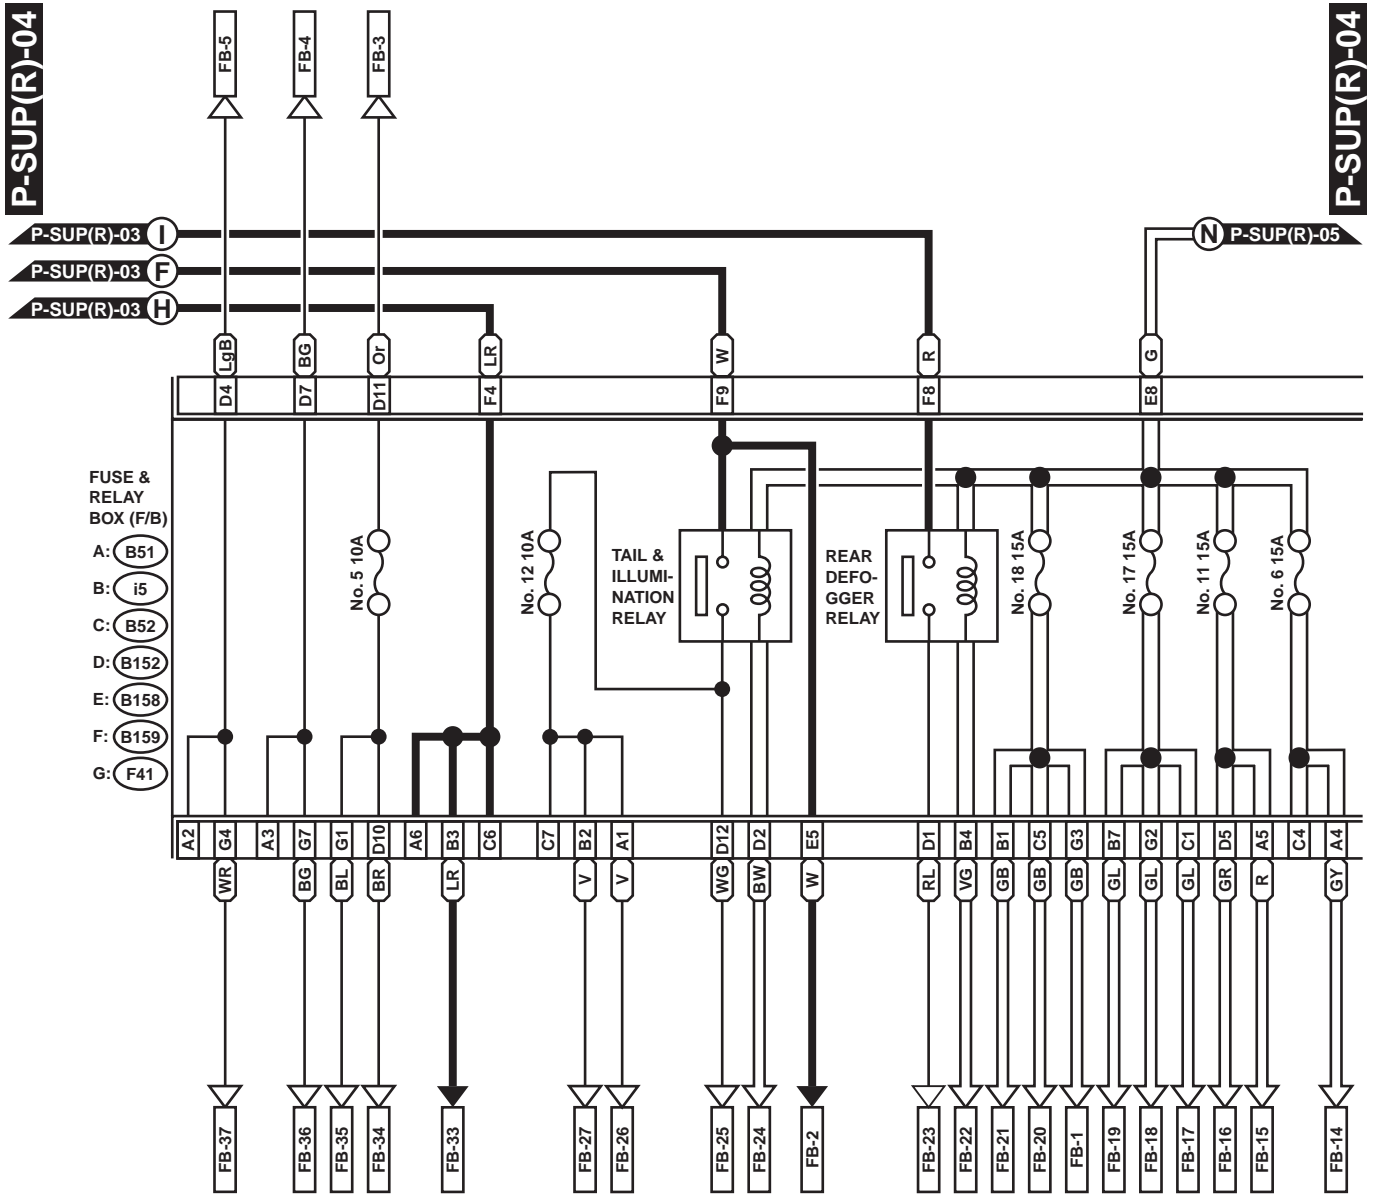 P-SUP(R)-04
P-SUP(R)-04
FB-5
FB-4
FB-3
P-SUP(R)-03 I
P-SUP(R)-03 F
P-SUP(R)-03 H
N P-SUP(R)-05
LgB
BG
Or
LR
W
R
G
D4
D7
D11
F4
F9
F8
E8
FUSE &
RELAY
BOX (F/B)
A: B51
B: i5
C: B52
D: B152
E: B158
F: B159
G: F41
No. 5 10A
No. 12 10A
TAIL &
ILLUMI-
NATION
RELAY
REAR
DEFO-
GGER
RELAY
No. 18 15A
No. 17 15A
No. 11 15A
No. 6 15A
A2
G4
A3
G7
G1
D10
A6
B3
C6
C7
B2
A1
D12
D2
E5
D1
B4
B1
C5
G3
B7
G2
C1
D5
A5
C4
A4
WR
BG
BL
BR
LR
V
V
WG
BW
W
RL
VG
GB
GB
GB
GL
GL
GL
GR
R
GY
FB-37
FB-36
FB-35
FB-34
FB-33
FB-27
FB-26
FB-25
FB-24
FB-2
FB-23
FB-22
FB-21
FB-20
FB-1
FB-19
FB-18
FB-17
FB-16
FB-15
FB-14